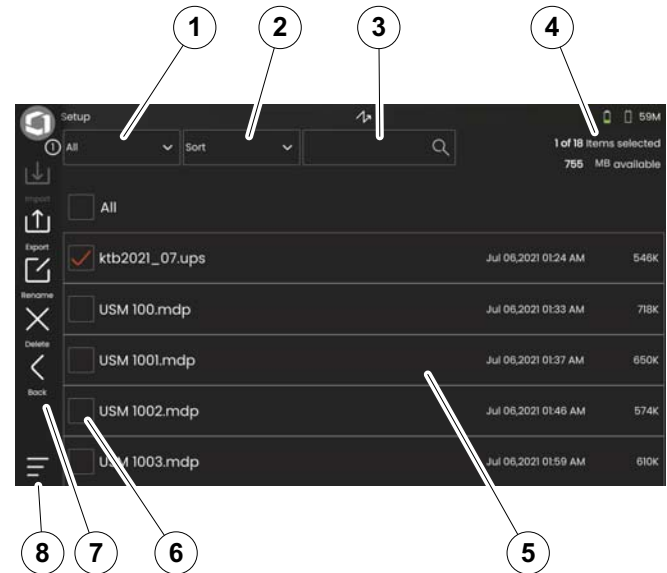 1 2 3 4
Setup 59M
1 All Sort 1 of 18 Items selected
755 MB available
Import
All
Export
ktb2021_07.ups Jul 06,2021 01:24 AM 546K
Rename
USM 100.mdp Jul 06,2021 01:33 AM 718K
Delete
USM 1001.mdp Jul 06,2021 01:37 AM 650K
Back
USM 1002.mdp Jul 06,2021 01:46 AM 574K
USM 1003.mdp Jul 06,2021 01:59 AM 610K
8 7 6 5